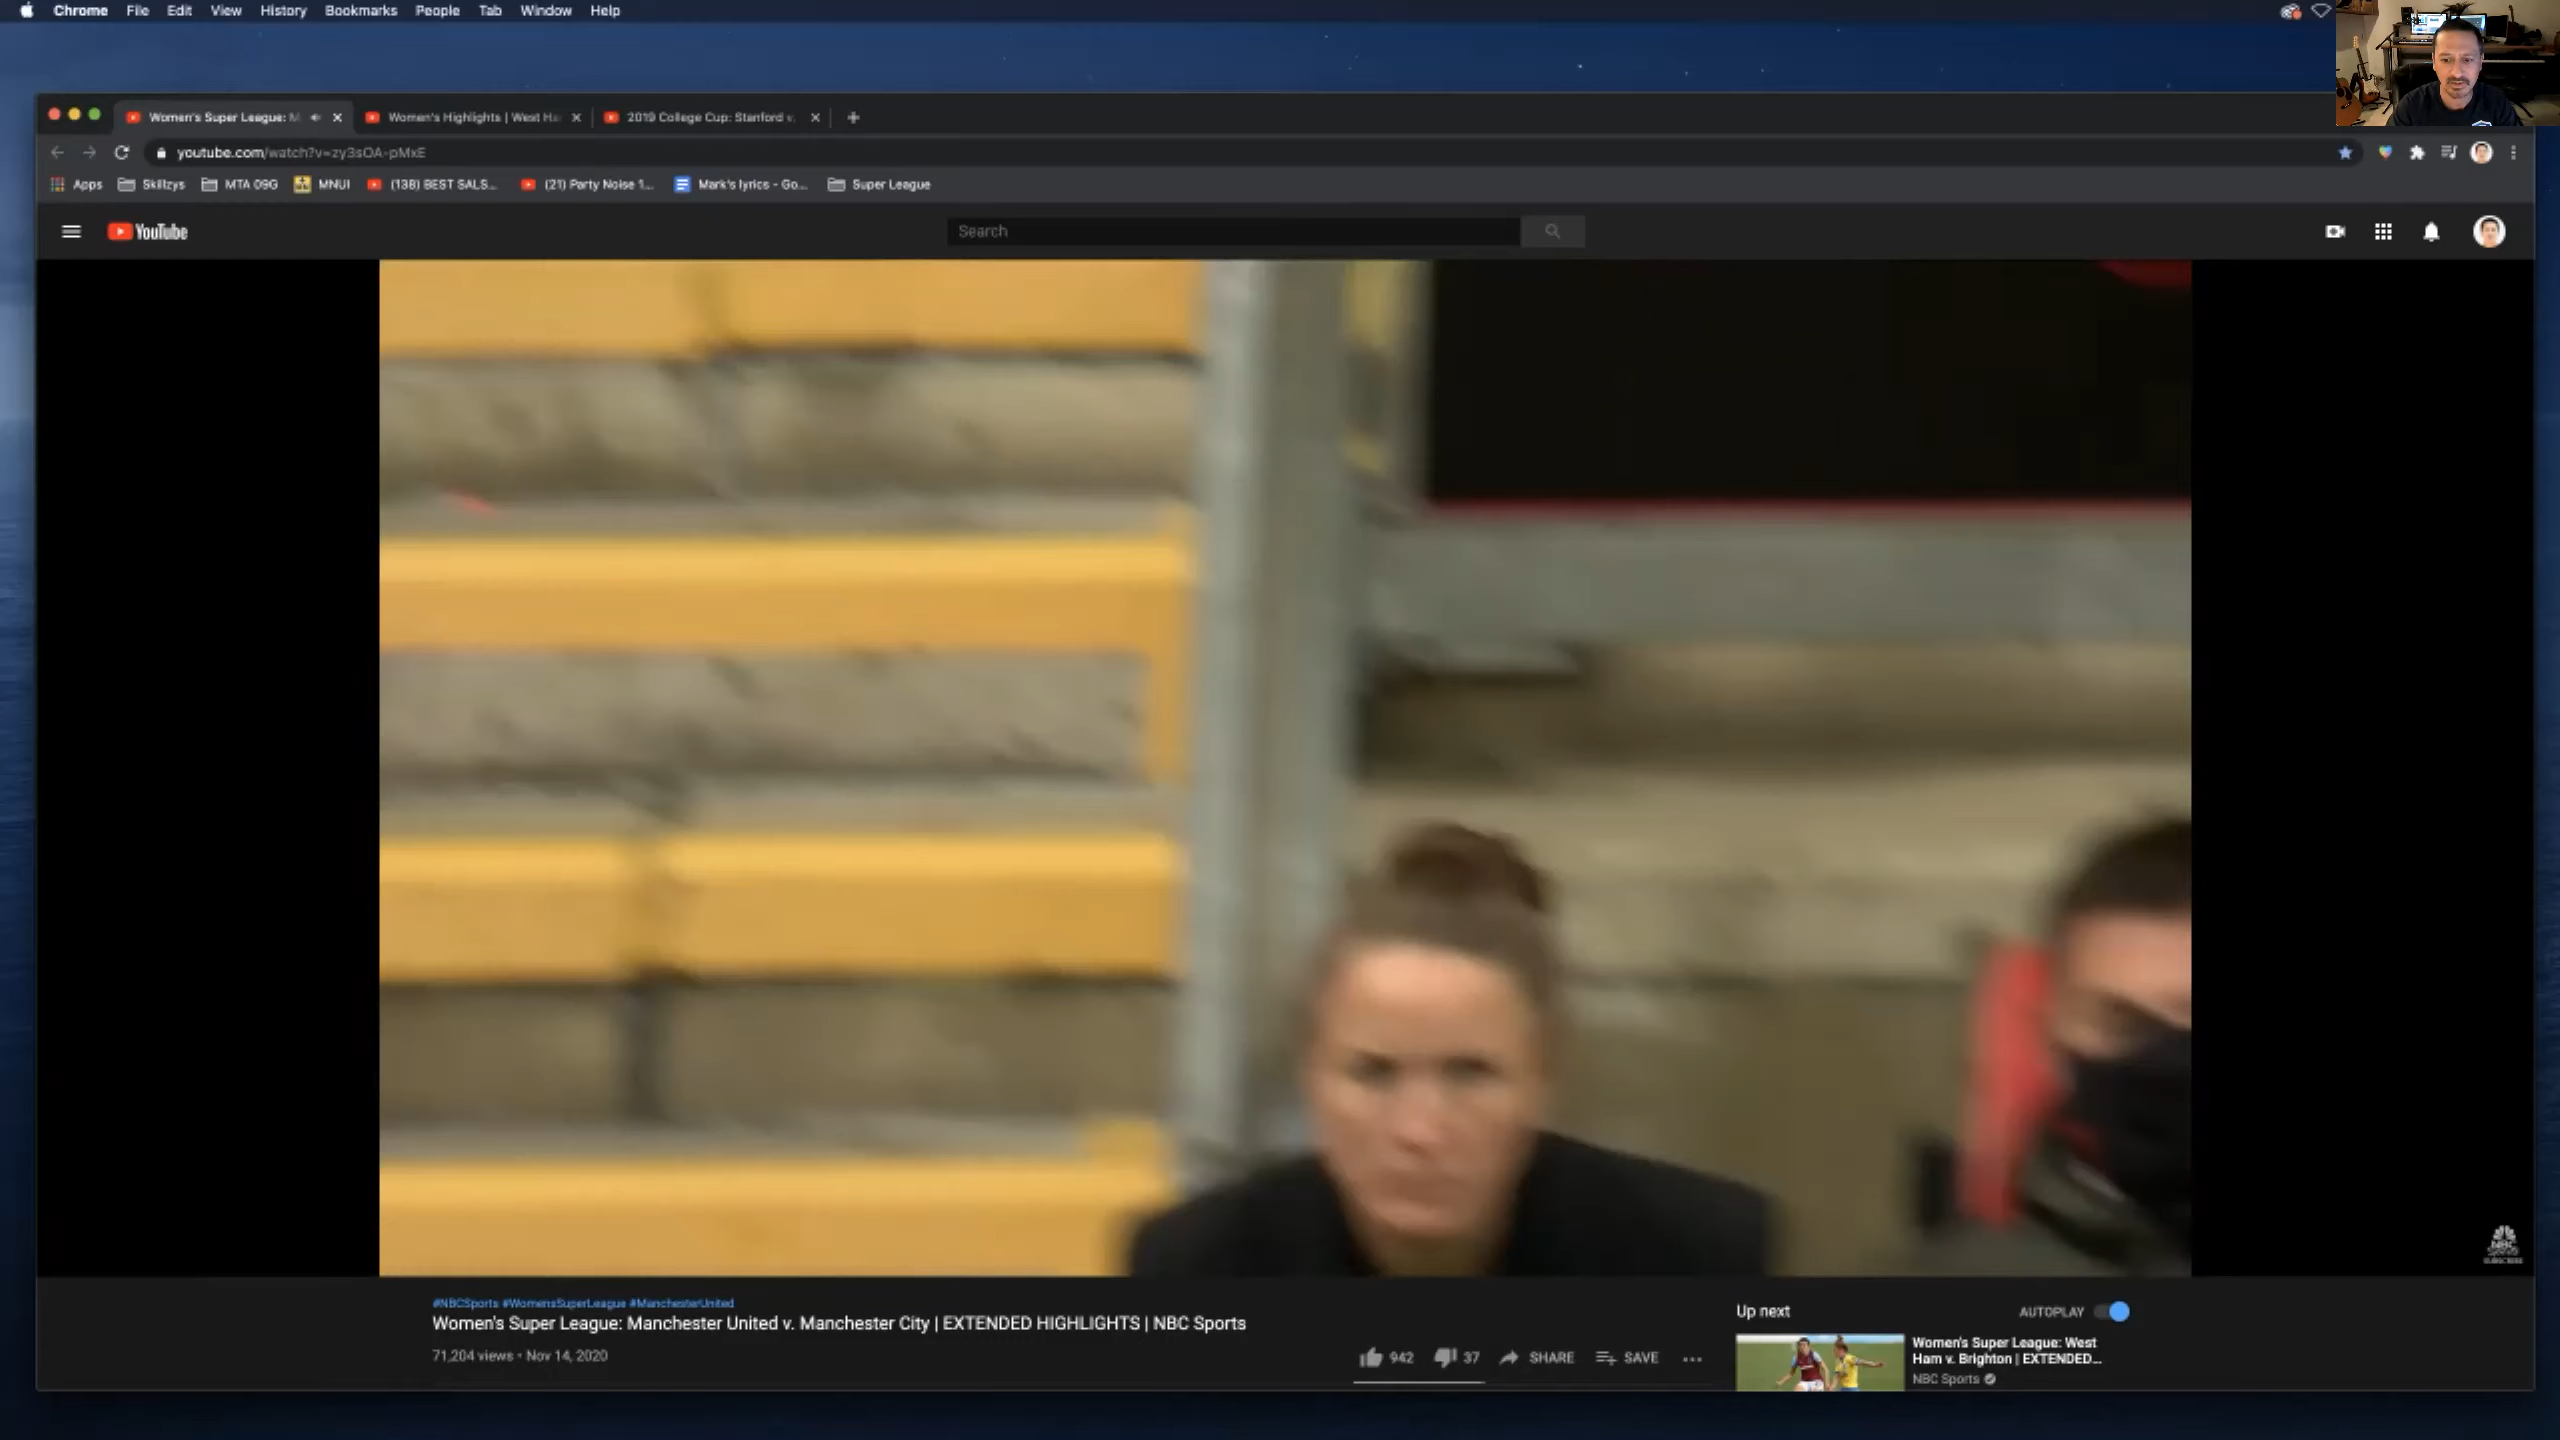 Chrome File Edit View History Bookmarks People Tab Window Help
Women's Super League: M
Women's Highlights | West Ha
2019 College Cup: Stanford v.
youtube.com/watch?v=zy3sOA-pMxE
Apps Skillzys MTA 09G MNUI (138) BEST SALS... (21) Party Noise 1... Mark's lyrics - Go... Super League
YouTube
Search
NBC
Sports
SUBSCRIBE
#NBCSports #WomensSuperLeague #ManchesterUnited
Women's Super League: Manchester United v. Manchester City | EXTENDED HIGHLIGHTS | NBC Sports
71,204 views • Nov 14, 2020
942 37 SHARE SAVE
Up next
AUTOPLAY
Women's Super League: West
Ham v. Brighton | EXTENDED...
NBC Sports